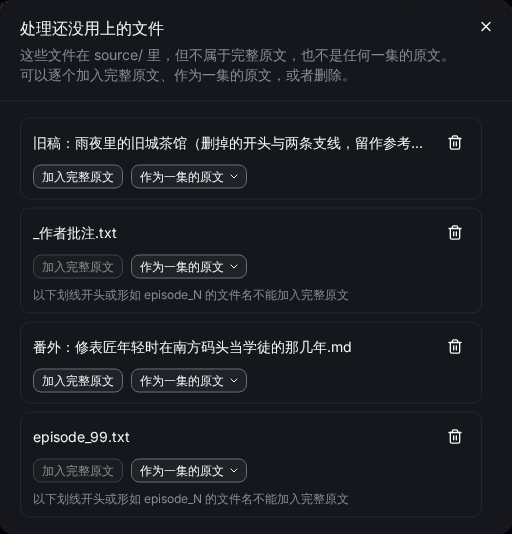 处理还没用上的文件
这些文件在 source/ 里，但不属于完整原文，也不是任何一集的原文。
可以逐个加入完整原文、作为一集的原文，或者删除。
旧稿：雨夜里的旧城茶馆（删掉的开头与两条支线，留作参考...
加入完整原文 作为一集的原文
_作者批注.txt
加入完整原文 作为一集的原文
以下划线开头或形如 episode_N 的文件名不能加入完整原文
番外：修表匠年轻时在南方码头当学徒的那几年.md
加入完整原文 作为一集的原文
episode_99.txt
加入完整原文 作为一集的原文
以下划线开头或形如 episode_N 的文件名不能加入完整原文